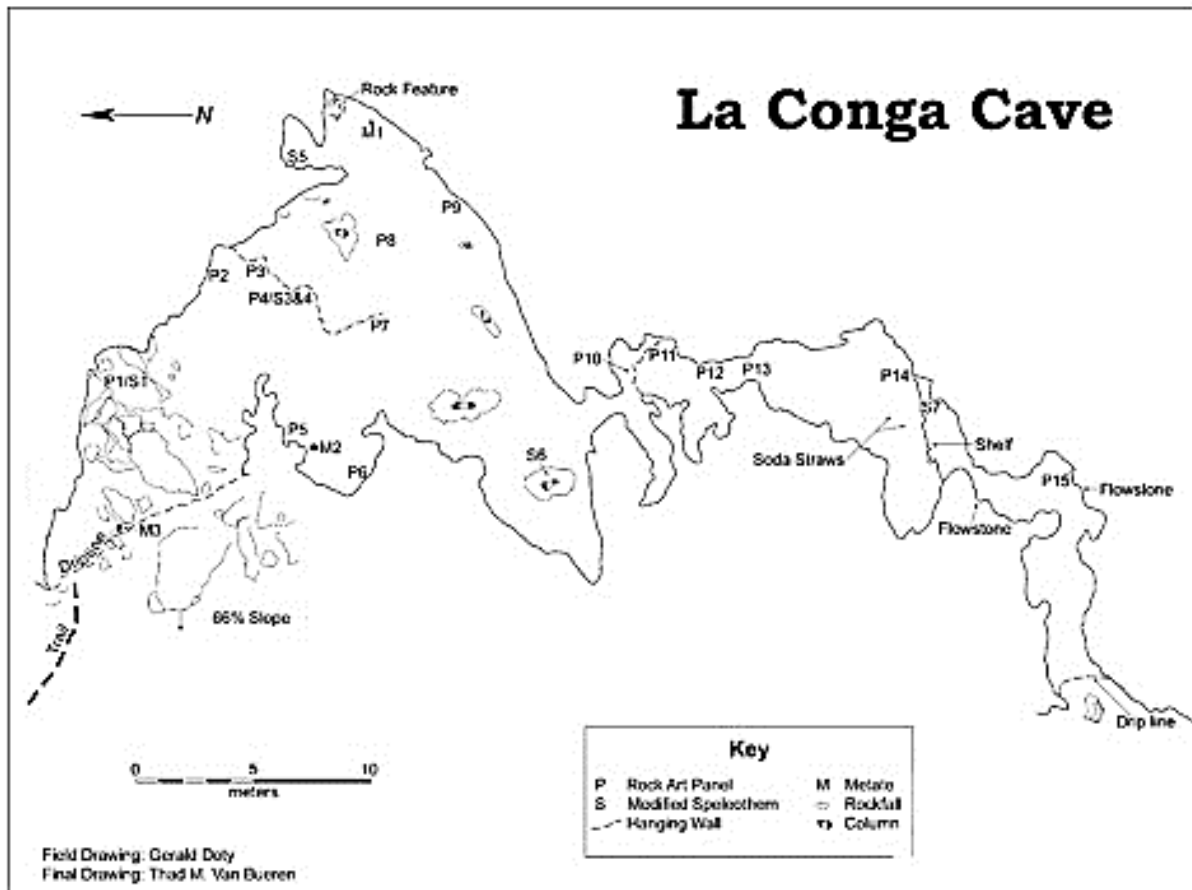 La Conga Cave
N
Rock Feature
S5
P9
P8
P2
P3
P4/S3&4
P7
P10
P11
P12
P13
P14
P1/S1
S7
P5
M2
S6
Shelf
P6
Soda Straws
P15
Flowstone
Flowstone
Dripline
Trail
66% Slope
Drip line
0 5 10
meters
Key
P Rock Art Panel
S Modified Speleothem
Hanging Wall
M Metate
Rockfall
Column
Field Drawing: Gerald Doty
Final Drawing: Thad M. Van Bueren